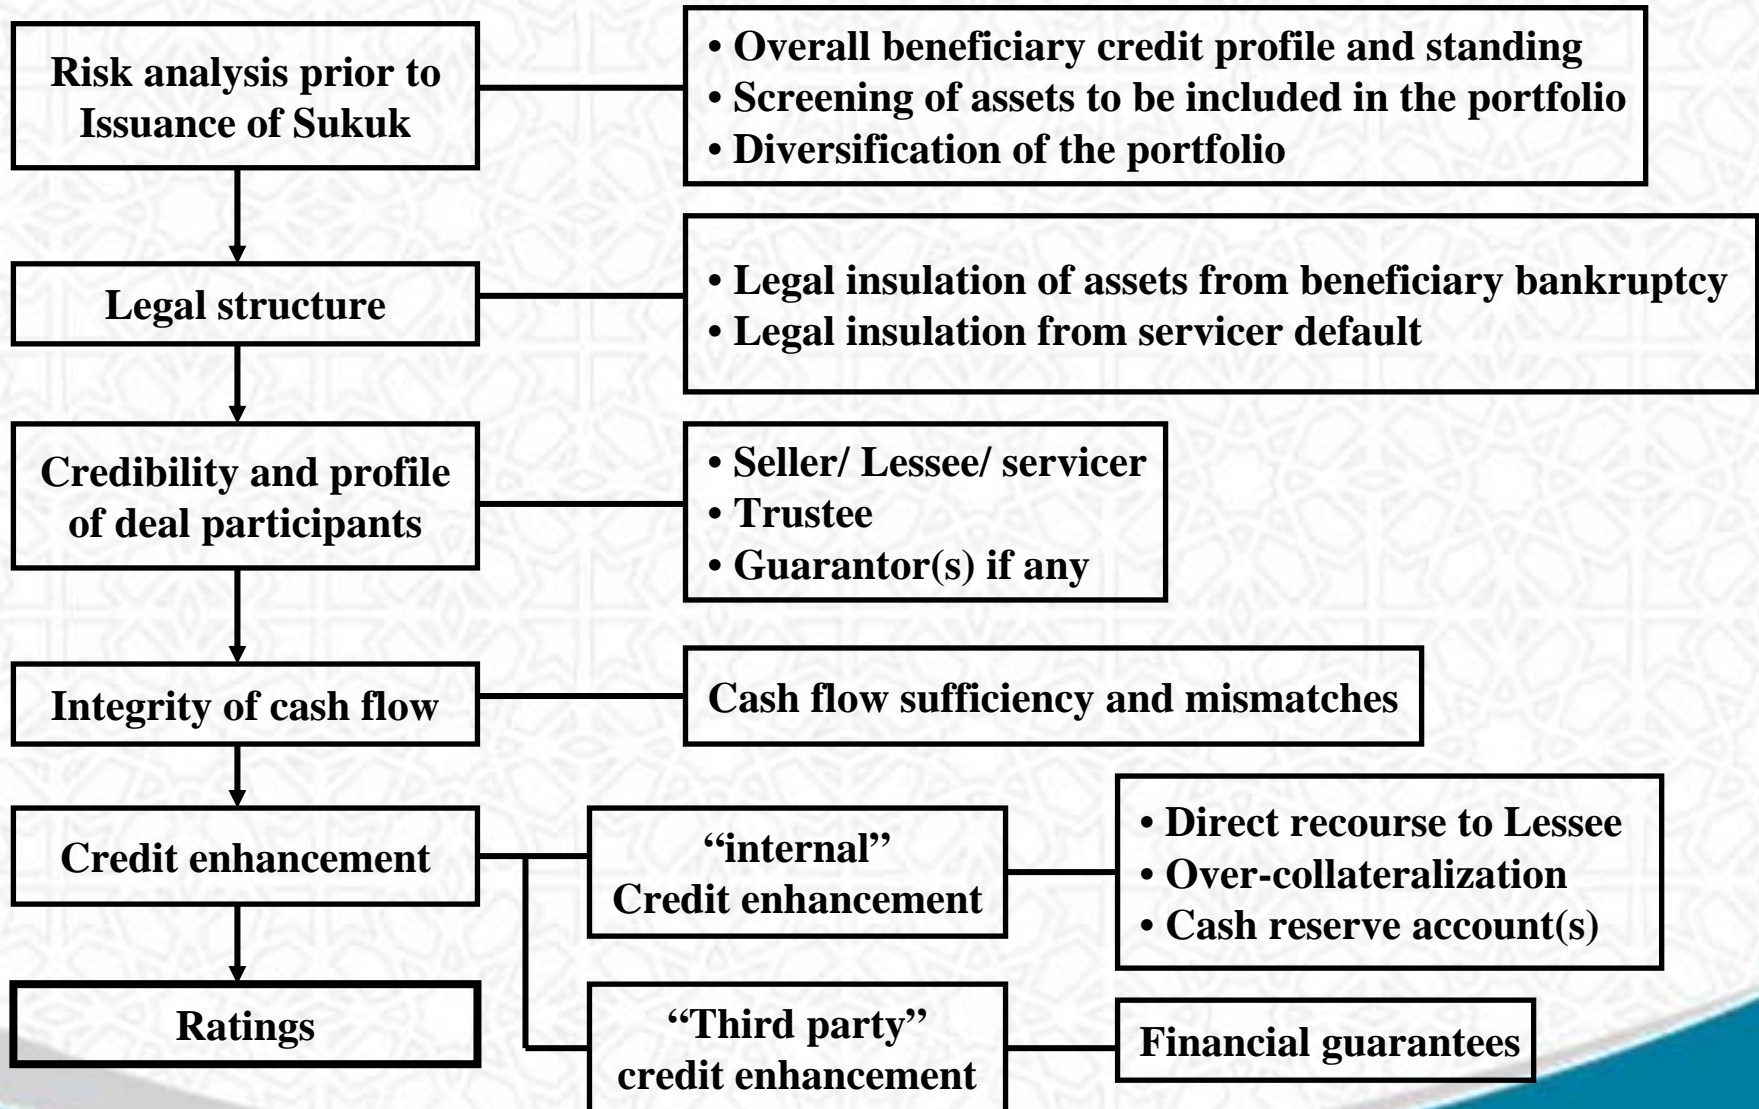 Risk analysis prior to
Issuance of Sukuk
• Overall beneficiary credit profile and standing
• Screening of assets to be included in the portfolio
• Diversification of the portfolio
Legal structure
• Legal insulation of assets from beneficiary bankruptcy
• Legal insulation from servicer default
Credibility and profile
of deal participants
• Seller/ Lessee/ servicer
• Trustee
• Guarantor(s) if any
Integrity of cash flow
Cash flow sufficiency and mismatches
Credit enhancement
“internal”
Credit enhancement
• Direct recourse to Lessee
• Over-collateralization
• Cash reserve account(s)
Ratings
“Third party”
credit enhancement
Financial guarantees